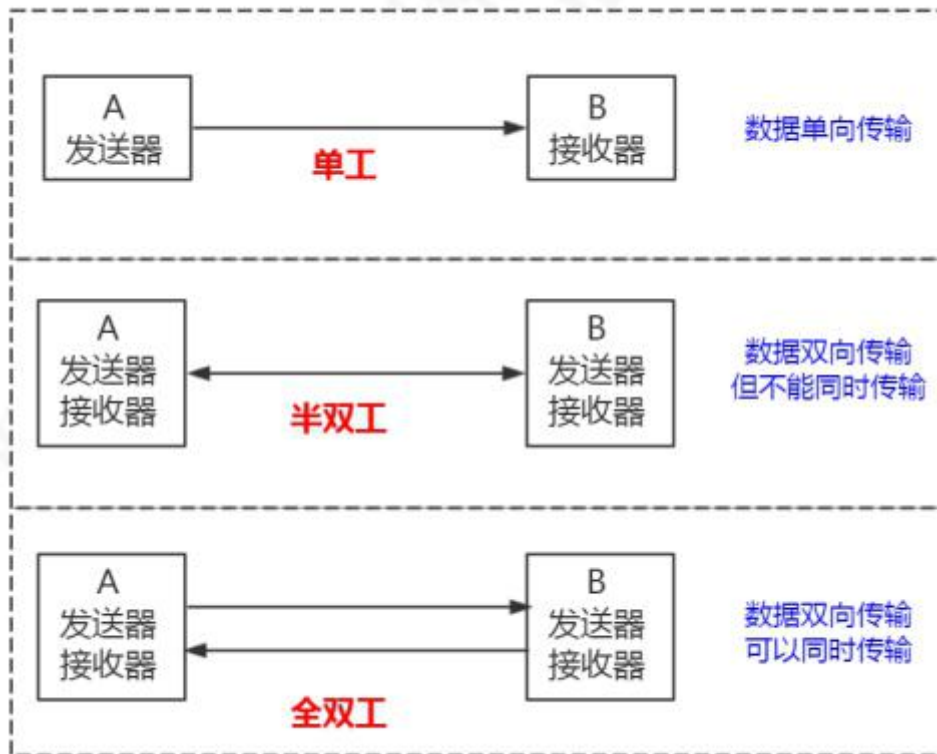 A
发送器
单工
B
接收器
数据单向传输
A
发送器
接收器
半双工
B
发送器
接收器
数据双向传输
但不能同时传输
A
发送器
接收器
全双工
B
发送器
接收器
数据双向传输
可以同时传输